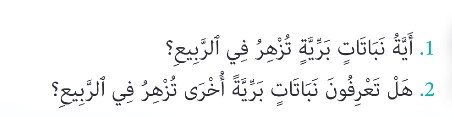 1. أَيَّةُ نَبَاتَاتٍ بَرِّيَّةٍ تُزْهِرُ فِي ٱلرَّبِيعِ؟
2. هَلْ تَعْرِفُونَ نَبَاتَاتٍ بَرِّيَّةً أُخْرَى تُزْهِرُ فِي ٱلرَّبِيعِ؟